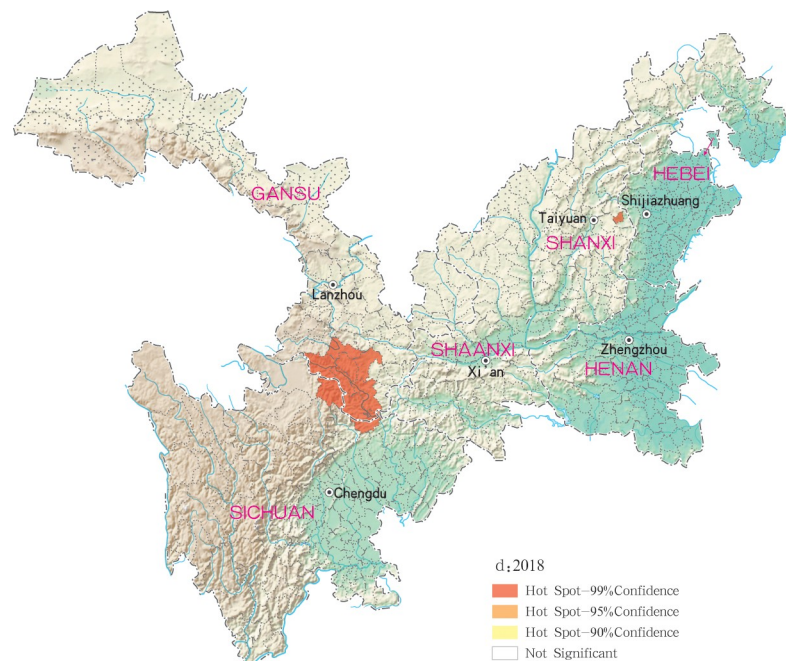 GANSU
HEBEI
Shijiazhuang
Taiyuan
SHANXI
Lanzhou
SHAANXI
Xi an
Zhengzhou
HENAN
Chengdu
SICHUAN
d:2018
Hot Spot-99%Confidence
Hot Spot-95%Confidence
Hot Spot-90%Confidence
Not Significant